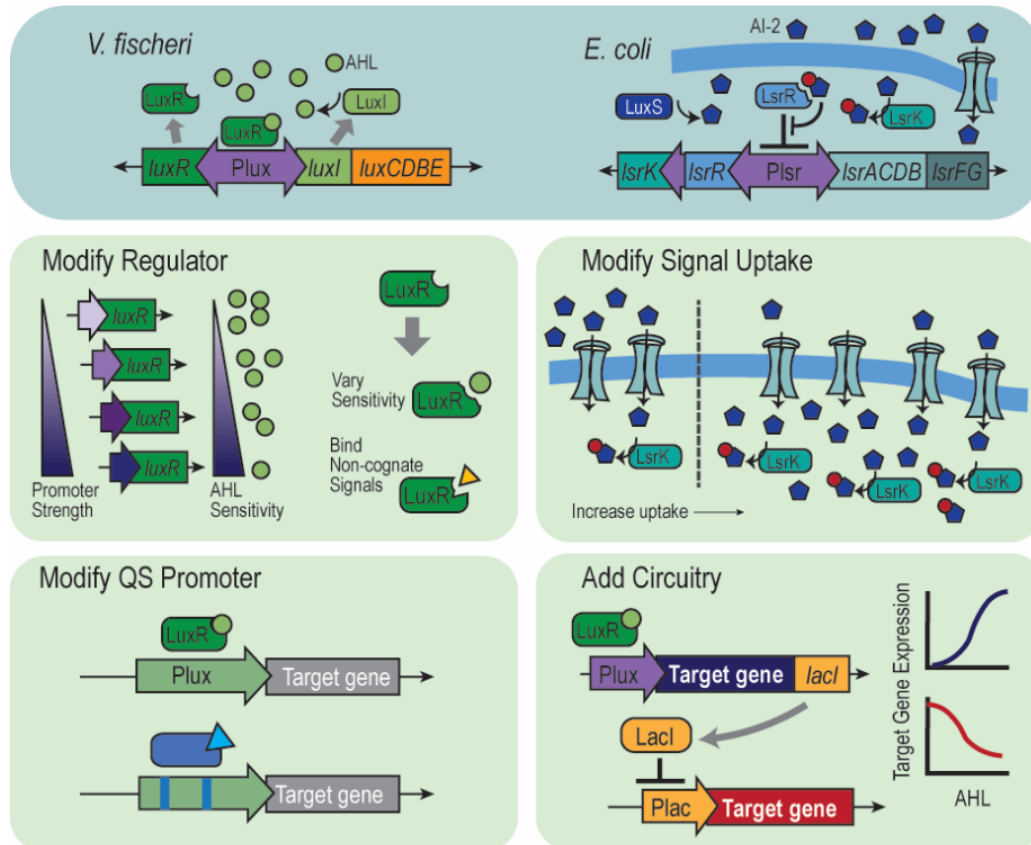 V. fischeri
AHL
LuxR
LuxI
LuxR
luxR
Plux
luxI
luxCDBE
E. coli
AI-2
LuxS
LsrR
LsrK
lsrK
lsrR
Plsr
lsrACDB
lsrFG
Modify Regulator
luxR
luxR
luxR
luxR
Promoter
Strength
AHL
Sensitivity
LuxR
Vary
Sensitivity
LuxR
Bind
Non-cognate
Signals
LuxR
Modify Signal Uptake
LsrK
LsrK
LsrK
LsrK
Increase uptake
Modify QS Promoter
LuxR
Plux
Target gene
Target gene
Add Circuitry
LuxR
Plux
Target gene
lacI
LacI
Plac
Target gene
Target Gene Expression
AHL